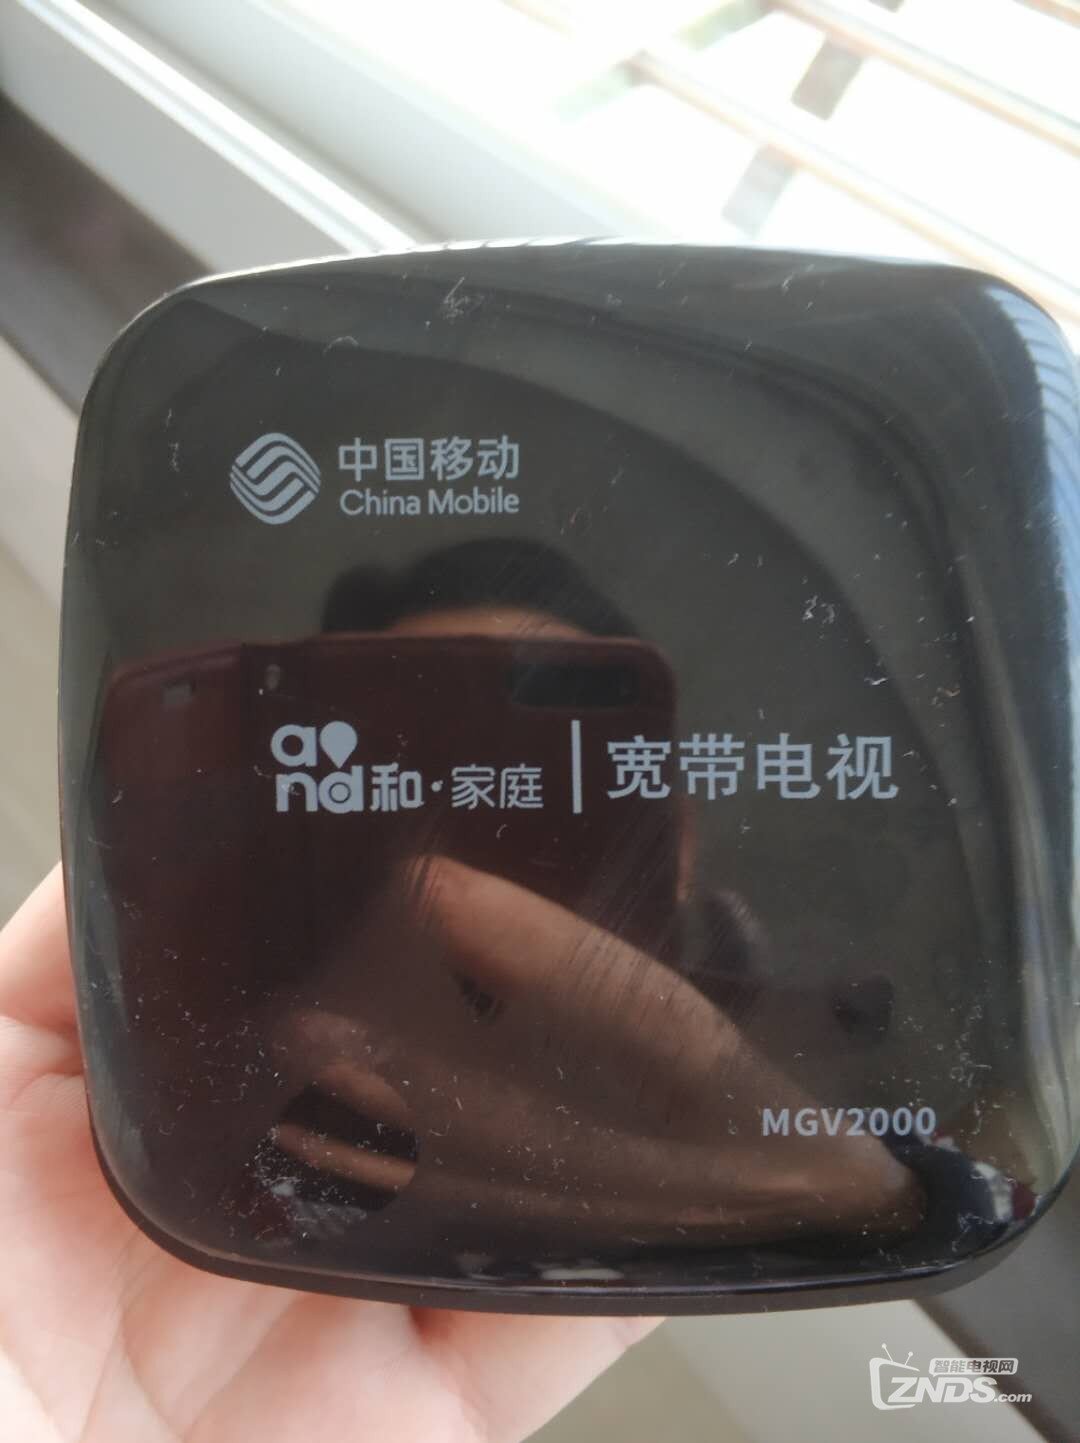 中国移动
China Mobile
and和·家庭 | 宽带电视
MGV2000
智能电视网
ZNDS.com